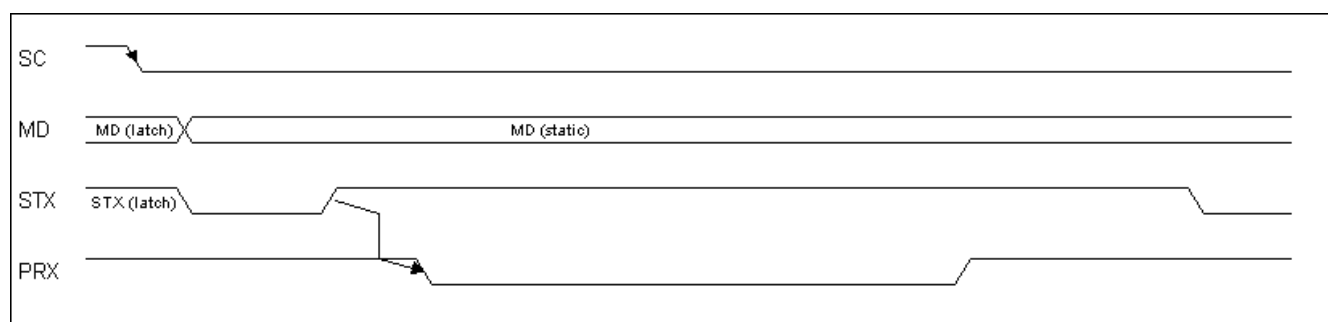 SC
MD MD (latch) MD (static)
STX STX (latch)
PRX